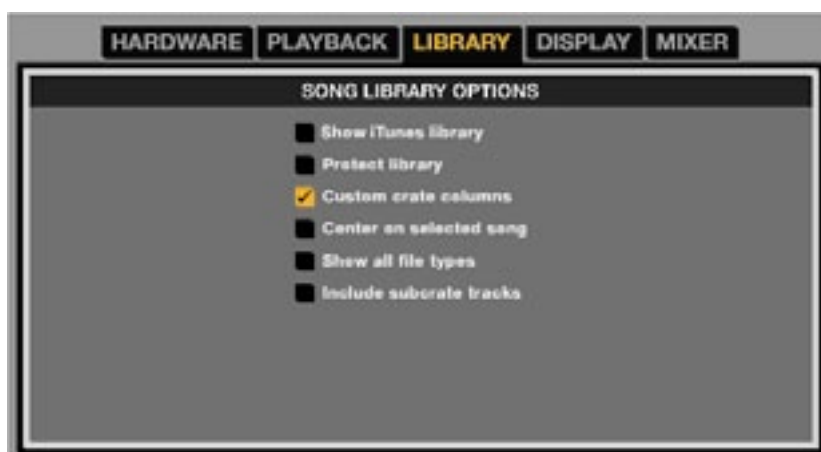 HARDWARE PLAYBACK LIBRARY DISPLAY MIXER
SONG LIBRARY OPTIONS
Show iTunes library
Protect library
Custom crate columns
Center on selected song
Show all file types
Include subcrate tracks